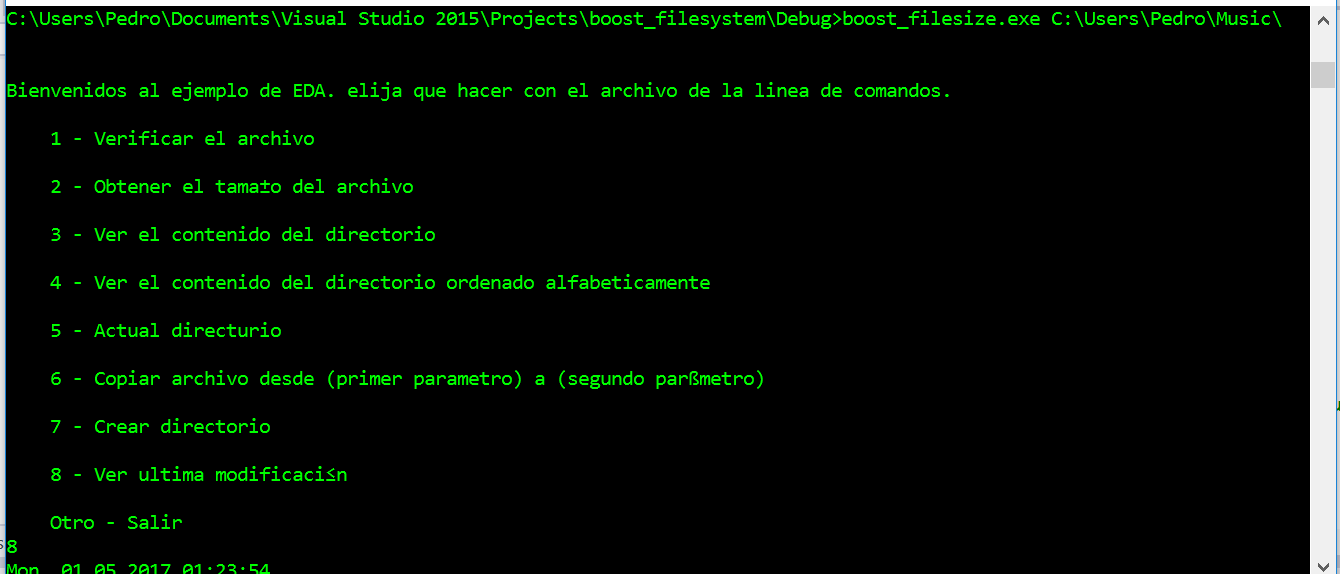 C:\Users\Pedro\Documents\Visual Studio 2015\Projects\boost_filesystem\Debug>boost_filesize.exe C:\Users\Pedro\Music\
Bienvenidos al ejemplo de EDA. elija que hacer con el archivo de la linea de comandos.
1 - Verificar el archivo
2 - Obtener el tama±o del archivo
3 - Ver el contenido del directorio
4 - Ver el contenido del directorio ordenado alfabeticamente
5 - Actual directurio
6 - Copiar archivo desde (primer parametro) a (segundo parßmetro)
7 - Crear directorio
8 - Ver ultima modificaci≤n
Otro - Salir
8
Mon, 01.05.2017 01:23:54